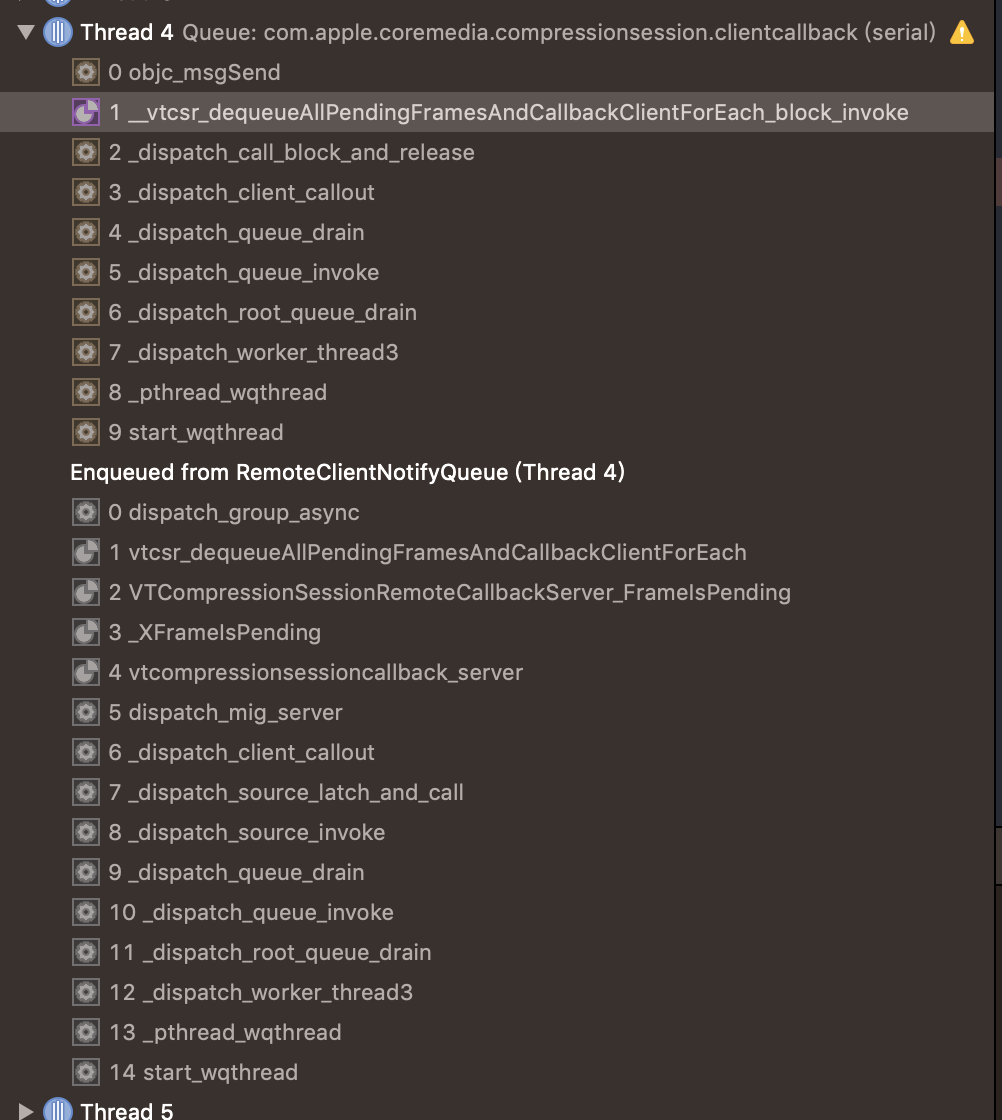 Thread 4 Queue: com.apple.coremedia.compressionsession.clientcallback (serial)
0 objc_msgSend
1 __vtcsr_dequeueAllPendingFramesAndCallbackClientForEach_block_invoke
2 _dispatch_call_block_and_release
3 _dispatch_client_callout
4 _dispatch_queue_drain
5 _dispatch_queue_invoke
6 _dispatch_root_queue_drain
7 _dispatch_worker_thread3
8 _pthread_wqthread
9 start_wqthread
Enqueued from RemoteClientNotifyQueue (Thread 4)
0 dispatch_group_async
1 vtcsr_dequeueAllPendingFramesAndCallbackClientForEach
2 VTCompressionSessionRemoteCallbackServer_FrameIsPending
3 _XFrameIsPending
4 vtcompressionsessioncallback_server
5 dispatch_mig_server
6 _dispatch_client_callout
7 _dispatch_source_latch_and_call
8 _dispatch_source_invoke
9 _dispatch_queue_drain
10 _dispatch_queue_invoke
11 _dispatch_root_queue_drain
12 _dispatch_worker_thread3
13 _pthread_wqthread
14 start_wqthread
Thread 5